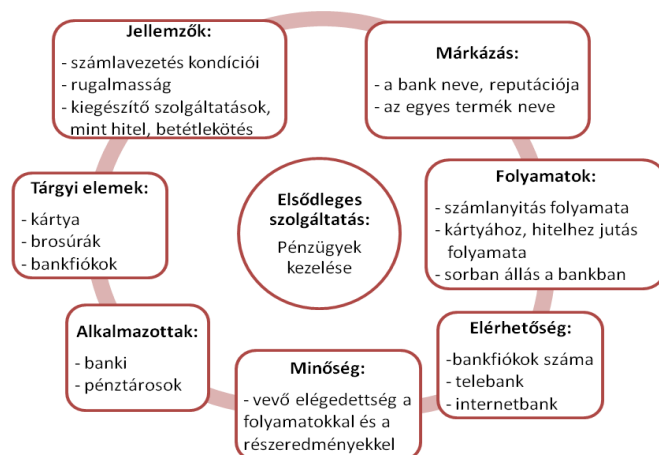 Jellemzők:
- számlavezetés kondíciói
- rugalmasság
- kiegészítő szolgáltatások,
mint hitel, betétlekötés
Márkázás:
- a bank neve, reputációja
- az egyes termék neve
Tárgyi elemek:
- kártya
- brosúrák
- bankfiókok
Elsődleges
szolgáltatás:
Pénzügyek
kezelése
Folyamatok:
- számlanyitás folyamata
- kártyához, hitelhez jutás
folyamata
- sorban állás a bankban
Alkalmazottak:
- banki
- pénztárosok
Minőség:
- vevő elégedettség a
folyamatokkal és a
részeredményekkel
Elérhetőség:
-bankfiókok száma
- telebank
- internetbank